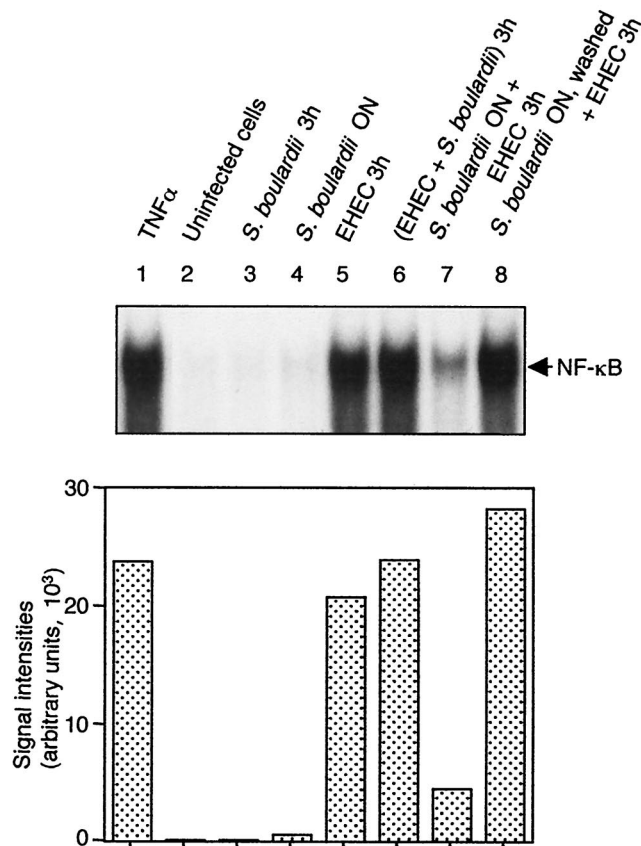 TNFα
Uninfected cells
S. boulardii 3h
S. boulardii ON
EHEC 3h
(EHEC + S. boulardii) 3h
S. boulardii ON +
EHEC 3h
S. boulardii ON, washed
+ EHEC 3h
1 2 3 4 5 6 7 8
NF-κB
30
20
10
0
Signal intensities
(arbitrary units, 10³)